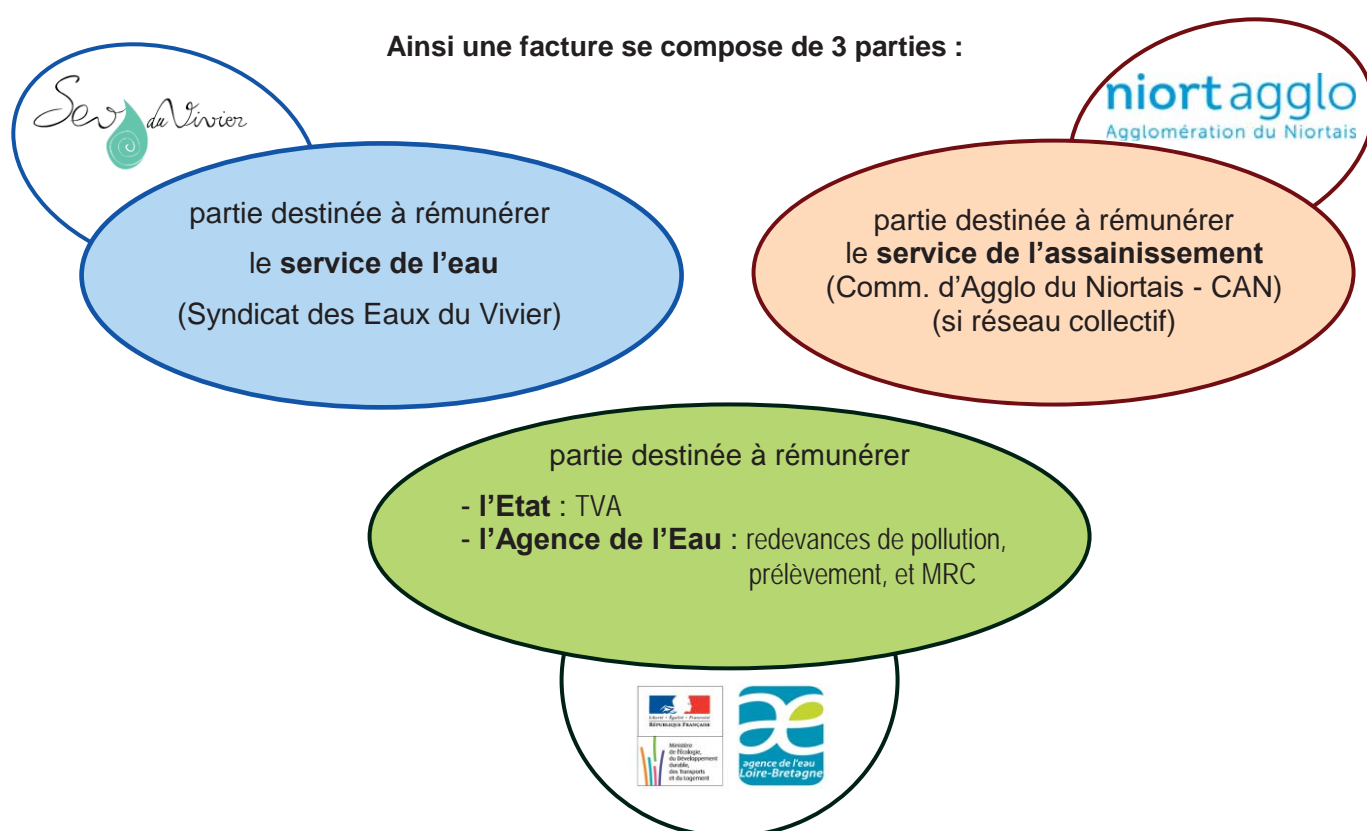 Ainsi une facture se compose de 3 parties :
Sev du Vivier
niortagglo
Agglomération du Niortais
partie destinée à rémunérer
le service de l'eau
(Syndicat des Eaux du Vivier)
partie destinée à rémunérer
le service de l'assainissement
(Comm. d'Agglo du Niortais - CAN)
(si réseau collectif)
partie destinée à rémunérer
- l'Etat : TVA
- l'Agence de l'Eau : redevances de pollution,
prélèvement, et MRC
Liberté • Égalité • Fraternité
RÉPUBLIQUE FRANÇAISE
Ministère
de l'Écologie,
du Développement
durable,
des Transports
et du Logement
agence de l'eau
Loire-Bretagne